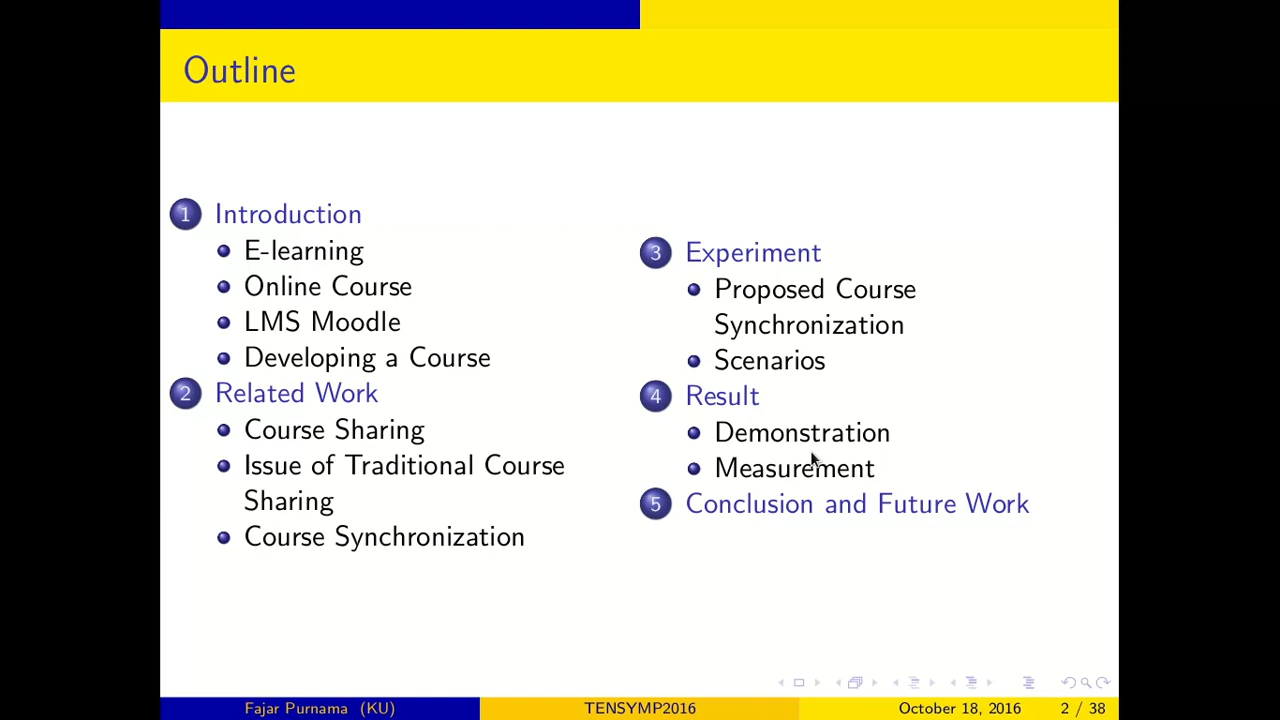 Outline
1 Introduction
E-learning
Online Course
LMS Moodle
Developing a Course
2 Related Work
Course Sharing
Issue of Traditional Course
Sharing
Course Synchronization
3 Experiment
Proposed Course
Synchronization
Scenarios
4 Result
Demonstration
Measurement
5 Conclusion and Future Work
Fajar Purnama (KU) TENSYMP2016 October 18, 2016 2 / 38